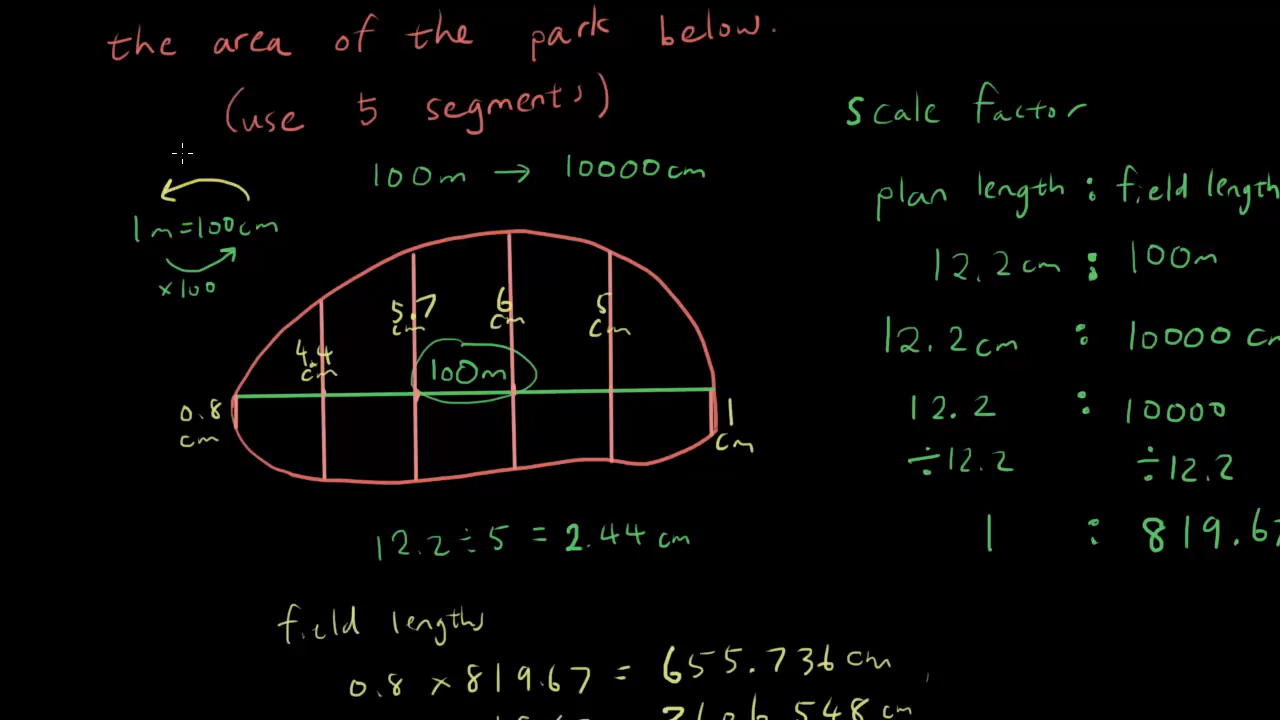 the area of the park below.
(use 5 segments)
100m → 10000cm
1m=100cm
×100
4.4
cm
5.7
cm
6
cm
5
cm
100m
0.8
cm
1
cm
12.2÷5 = 2.44 cm
field lengths
0.8 × 819.67 = 655.736 cm
scale factor
plan length : field length
12.2cm : 100m
12.2cm : 10000 cm
12.2 : 10000
÷12.2 ÷12.2
1 : 819.67